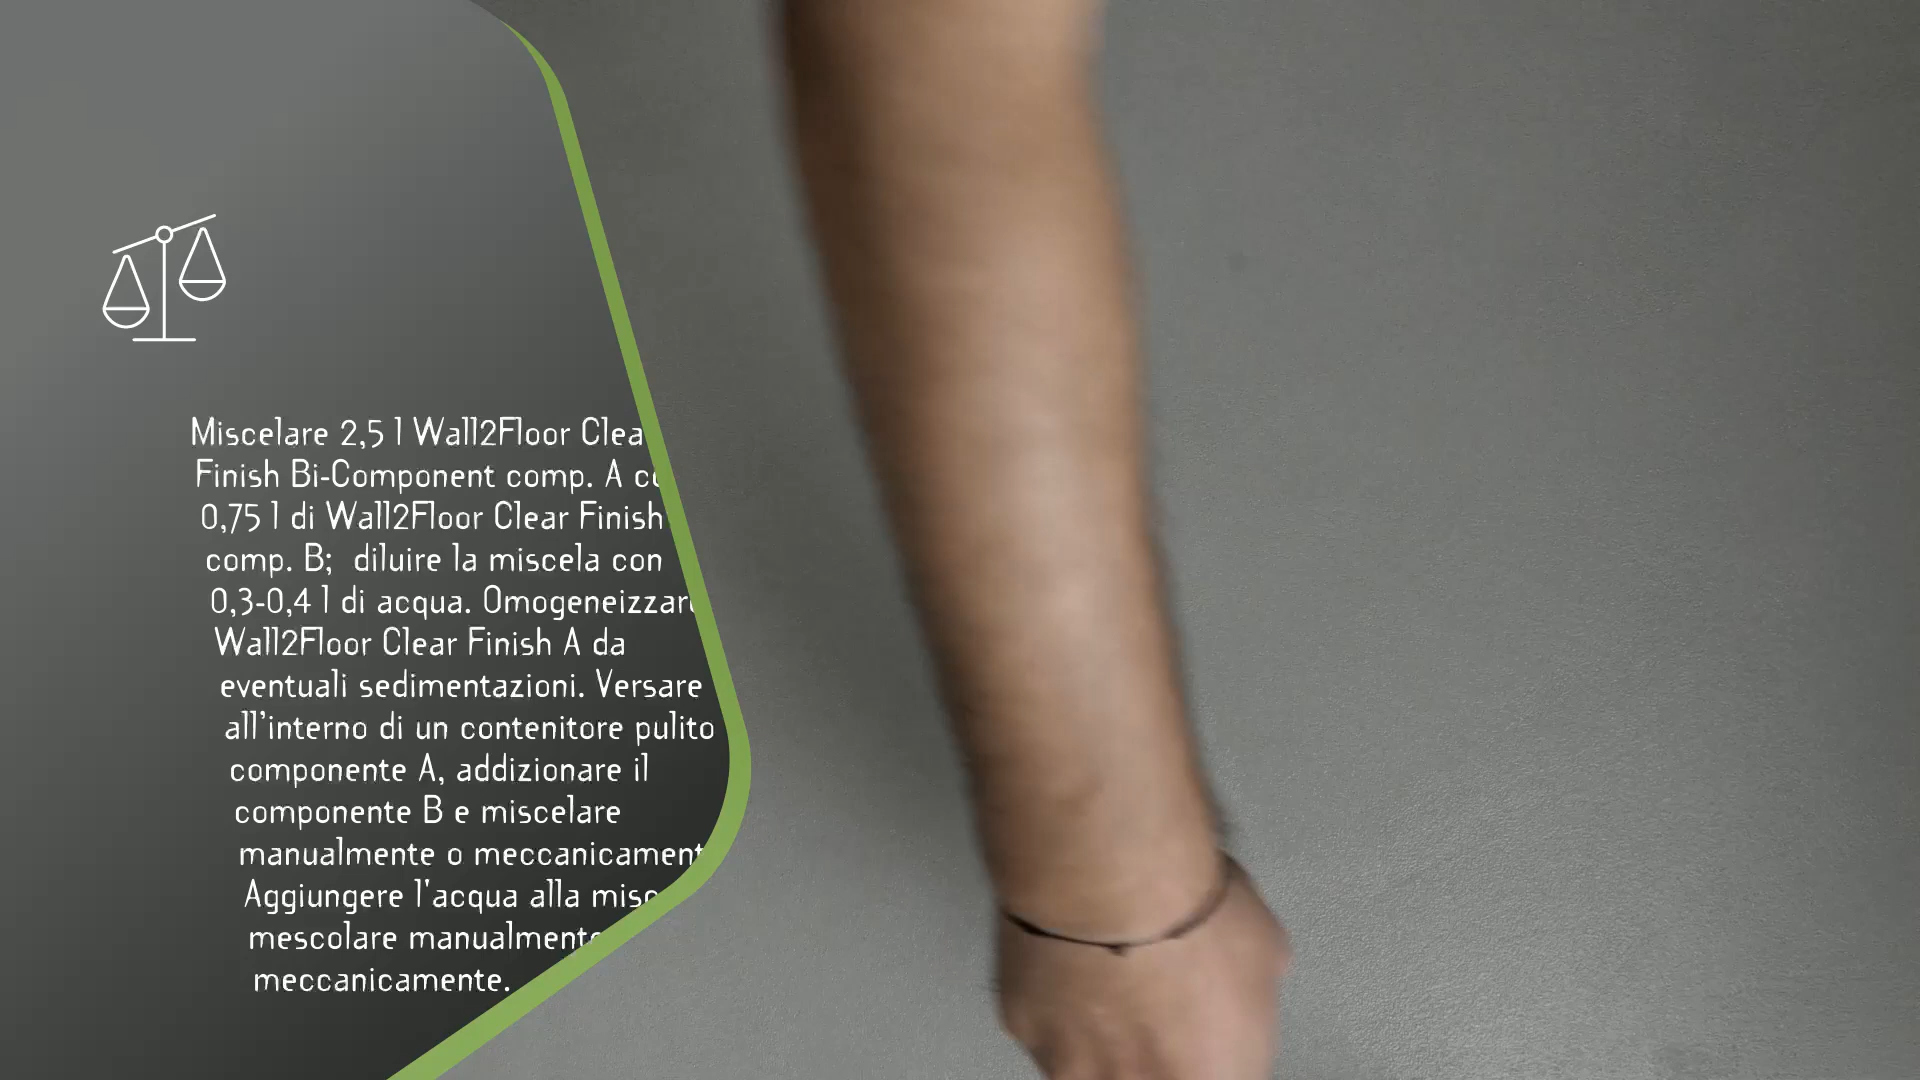 Miscelare 2,5 l Wall2Floor Clea
Finish Bi-Component comp. A
0,75 l di Wall2Floor Clear Finish
comp. B;  diluire la miscela con
0,3-0,4 l di acqua. Omogeneizzar
Wall2Floor Clear Finish A da
eventuali sedimentazioni. Versare
all’interno di un contenitore pulito
componente A, addizionare il
componente B e miscelare
manualmente o meccanicament
Aggiungere l'acqua alla misc
mescolare manualmente
meccanicamente.